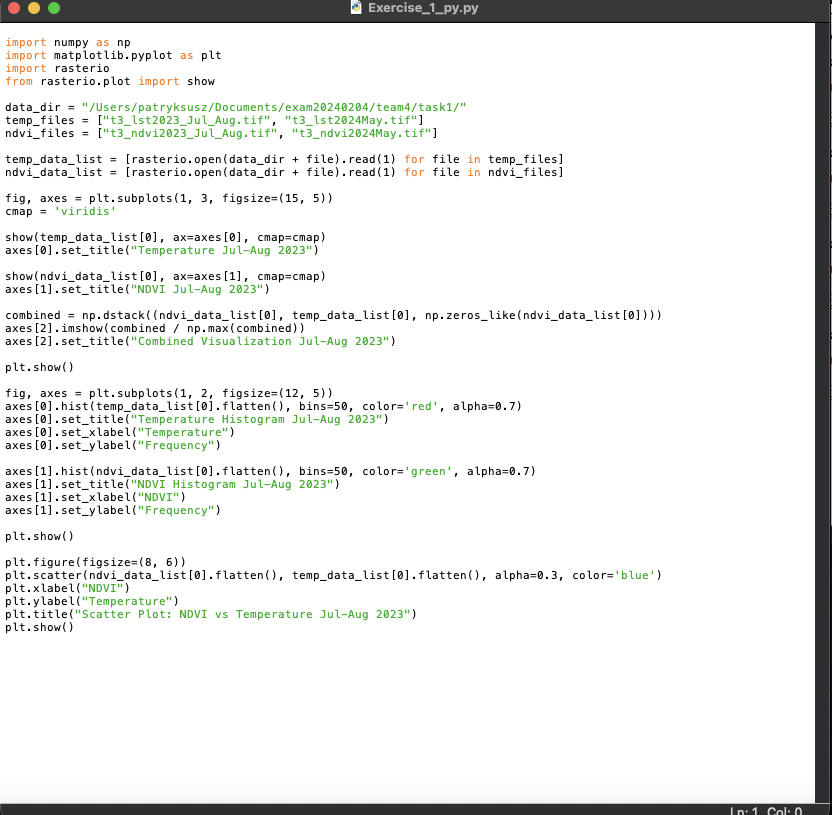 Exercise_1_py.py
import numpy as np
import matplotlib.pyplot as plt
import rasterio
from rasterio.plot import show
data_dir = "/Users/patryksusz/Documents/exam20240204/team4/task1/"
temp_files = ["t3_lst2023_Jul_Aug.tif", "t3_lst2024May.tif"]
ndvi_files = ["t3_ndvi2023_Jul_Aug.tif", "t3_ndvi2024May.tif"]
temp_data_list = [rasterio.open(data_dir + file).read(1) for file in temp_files]
ndvi_data_list = [rasterio.open(data_dir + file).read(1) for file in ndvi_files]
fig, axes = plt.subplots(1, 3, figsize=(15, 5))
cmap = 'viridis'
show(temp_data_list[0], ax=axes[0], cmap=cmap)
axes[0].set_title("Temperature Jul-Aug 2023")
show(ndvi_data_list[0], ax=axes[1], cmap=cmap)
axes[1].set_title("NDVI Jul-Aug 2023")
combined = np.dstack((ndvi_data_list[0], temp_data_list[0], np.zeros_like(ndvi_data_list[0])))
axes[2].imshow(combined / np.max(combined))
axes[2].set_title("Combined Visualization Jul-Aug 2023")
plt.show()
fig, axes = plt.subplots(1, 2, figsize=(12, 5))
axes[0].hist(temp_data_list[0].flatten(), bins=50, color='red', alpha=0.7)
axes[0].set_title("Temperature Histogram Jul-Aug 2023")
axes[0].set_xlabel("Temperature")
axes[0].set_ylabel("Frequency")
axes[1].hist(ndvi_data_list[0].flatten(), bins=50, color='green', alpha=0.7)
axes[1].set_title("NDVI Histogram Jul-Aug 2023")
axes[1].set_xlabel("NDVI")
axes[1].set_ylabel("Frequency")
plt.show()
plt.figure(figsize=(8, 6))
plt.scatter(ndvi_data_list[0].flatten(), temp_data_list[0].flatten(), alpha=0.3, color='blue')
plt.xlabel("NDVI")
plt.ylabel("Temperature")
plt.title("Scatter Plot: NDVI vs Temperature Jul-Aug 2023")
plt.show()
Ln: 1 Col: 0